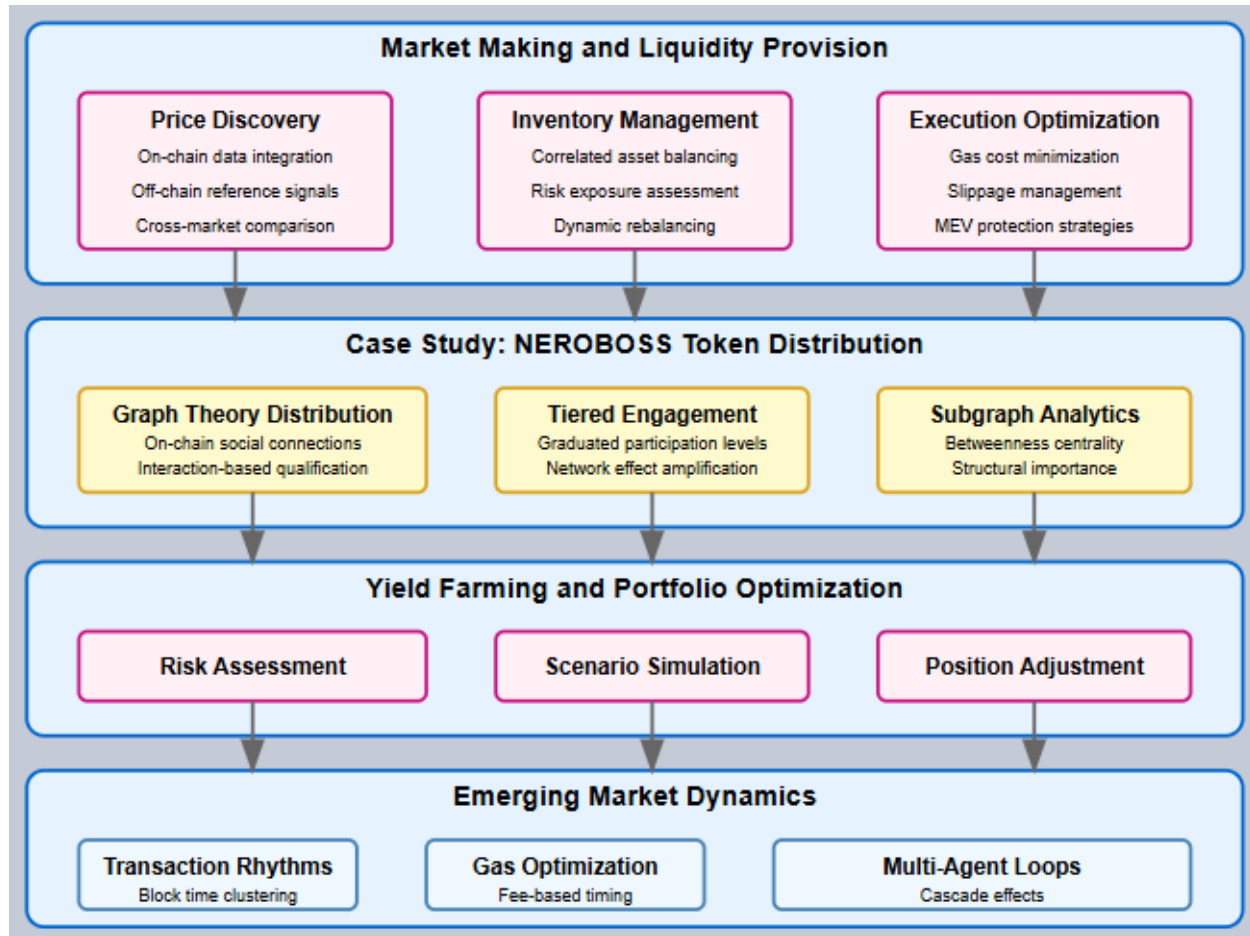 Market Making and Liquidity Provision
Price Discovery
On-chain data integration
Off-chain reference signals
Cross-market comparison
Inventory Management
Correlated asset balancing
Risk exposure assessment
Dynamic rebalancing
Execution Optimization
Gas cost minimization
Slippage management
MEV protection strategies
Case Study: NEROBOSS Token Distribution
Graph Theory Distribution
On-chain social connections
Interaction-based qualification
Tiered Engagement
Graduated participation levels
Network effect amplification
Subgraph Analytics
Betweenness centrality
Structural importance
Yield Farming and Portfolio Optimization
Risk Assessment
Scenario Simulation
Position Adjustment
Emerging Market Dynamics
Transaction Rhythms
Block time clustering
Gas Optimization
Fee-based timing
Multi-Agent Loops
Cascade effects